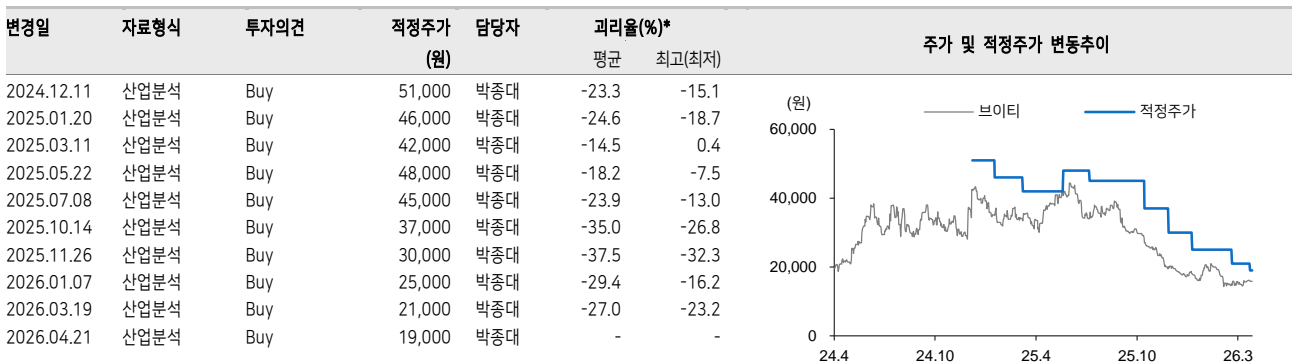 변경일 자료형식 투자의견 적정주가 담당자 괴리율(%)* 주가 및 적정주가 변동추이
(원) 평균 최고(최저)
2024.12.11 산업분석 Buy 51,000 박종대 -23.3 -15.1
2025.01.20 산업분석 Buy 46,000 박종대 -24.6 -18.7
2025.03.11 산업분석 Buy 42,000 박종대 -14.5 0.4
2025.05.22 산업분석 Buy 48,000 박종대 -18.2 -7.5
2025.07.08 산업분석 Buy 45,000 박종대 -23.9 -13.0
2025.10.14 산업분석 Buy 37,000 박종대 -35.0 -26.8
2025.11.26 산업분석 Buy 30,000 박종대 -37.5 -32.3
2026.01.07 산업분석 Buy 25,000 박종대 -29.4 -16.2
2026.03.19 산업분석 Buy 21,000 박종대 -27.0 -23.2
2026.04.21 산업분석 Buy 19,000 박종대 - -
(원) 브이티 적정주가
60,000
40,000
20,000
0
24.4 24.10 25.4 25.10 26.3